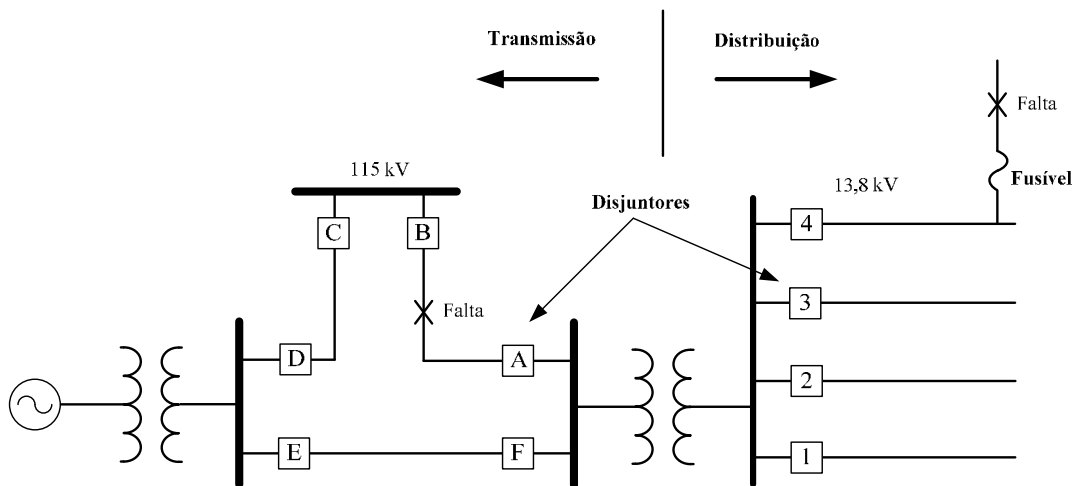 Transmissão
Distribuição
Falta
115 kV
13,8 kV
Fusível
Disjuntores
C
B
4
Falta
3
D
A
2
E
F
1